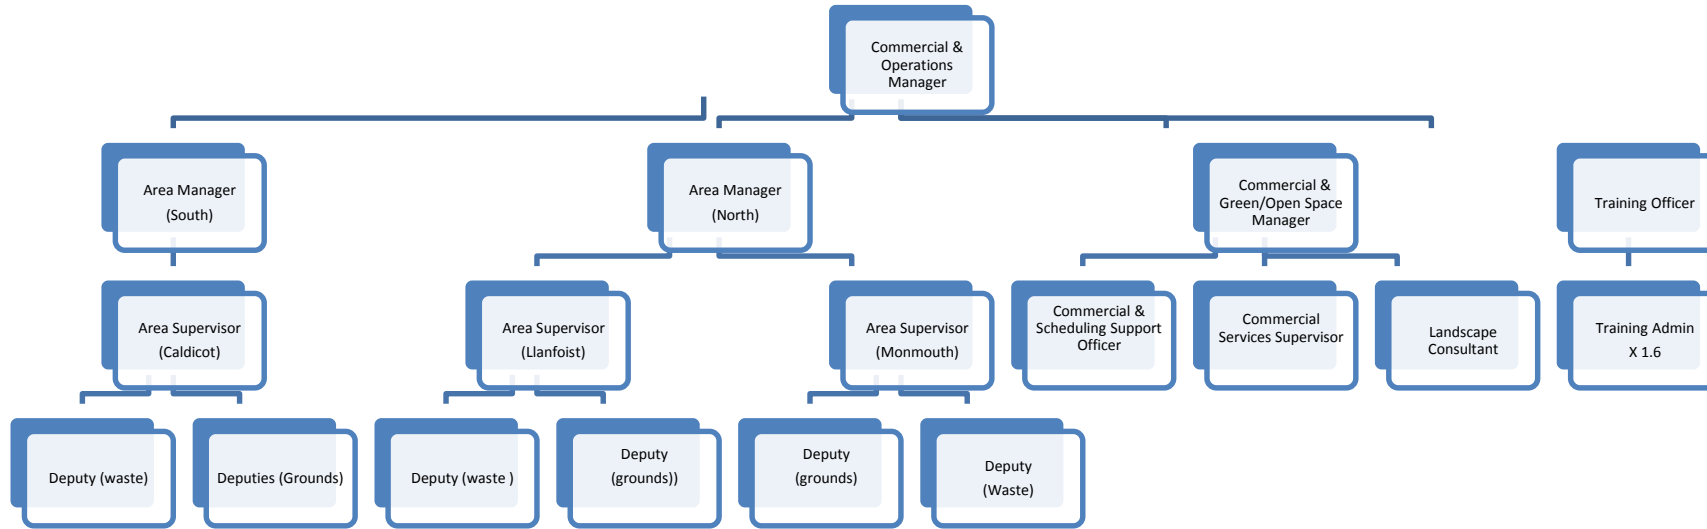 Commercial &
Operations
Manager
Area Manager
(South)
Area Manager
(North)
Commercial &
Green/Open Space
Manager
Training Officer
Area Supervisor
(Caldicot)
Area Supervisor
(Llanfoist)
Area Supervisor
(Monmouth)
Commercial &
Scheduling Support
Officer
Commercial
Services Supervisor
Landscape
Consultant
Training Admin
X 1.6
Deputy (waste)
Deputies (Grounds)
Deputy (waste )
Deputy
(grounds))
Deputy
(grounds)
Deputy
(Waste)